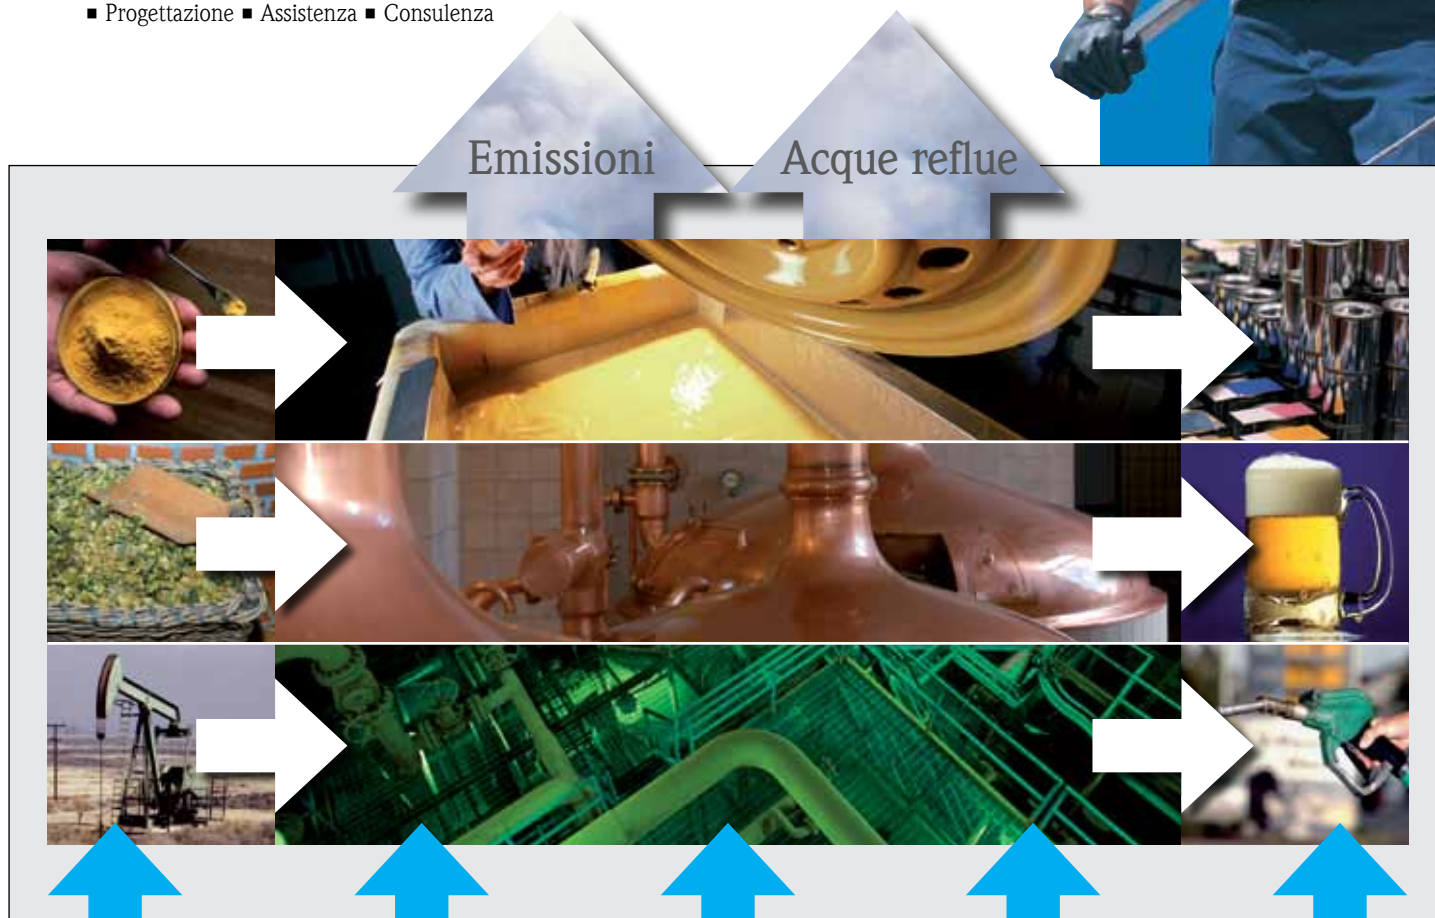 ■ Progettazione ■ Assistenza ■ Consulenza
Emissioni
Acque reflue